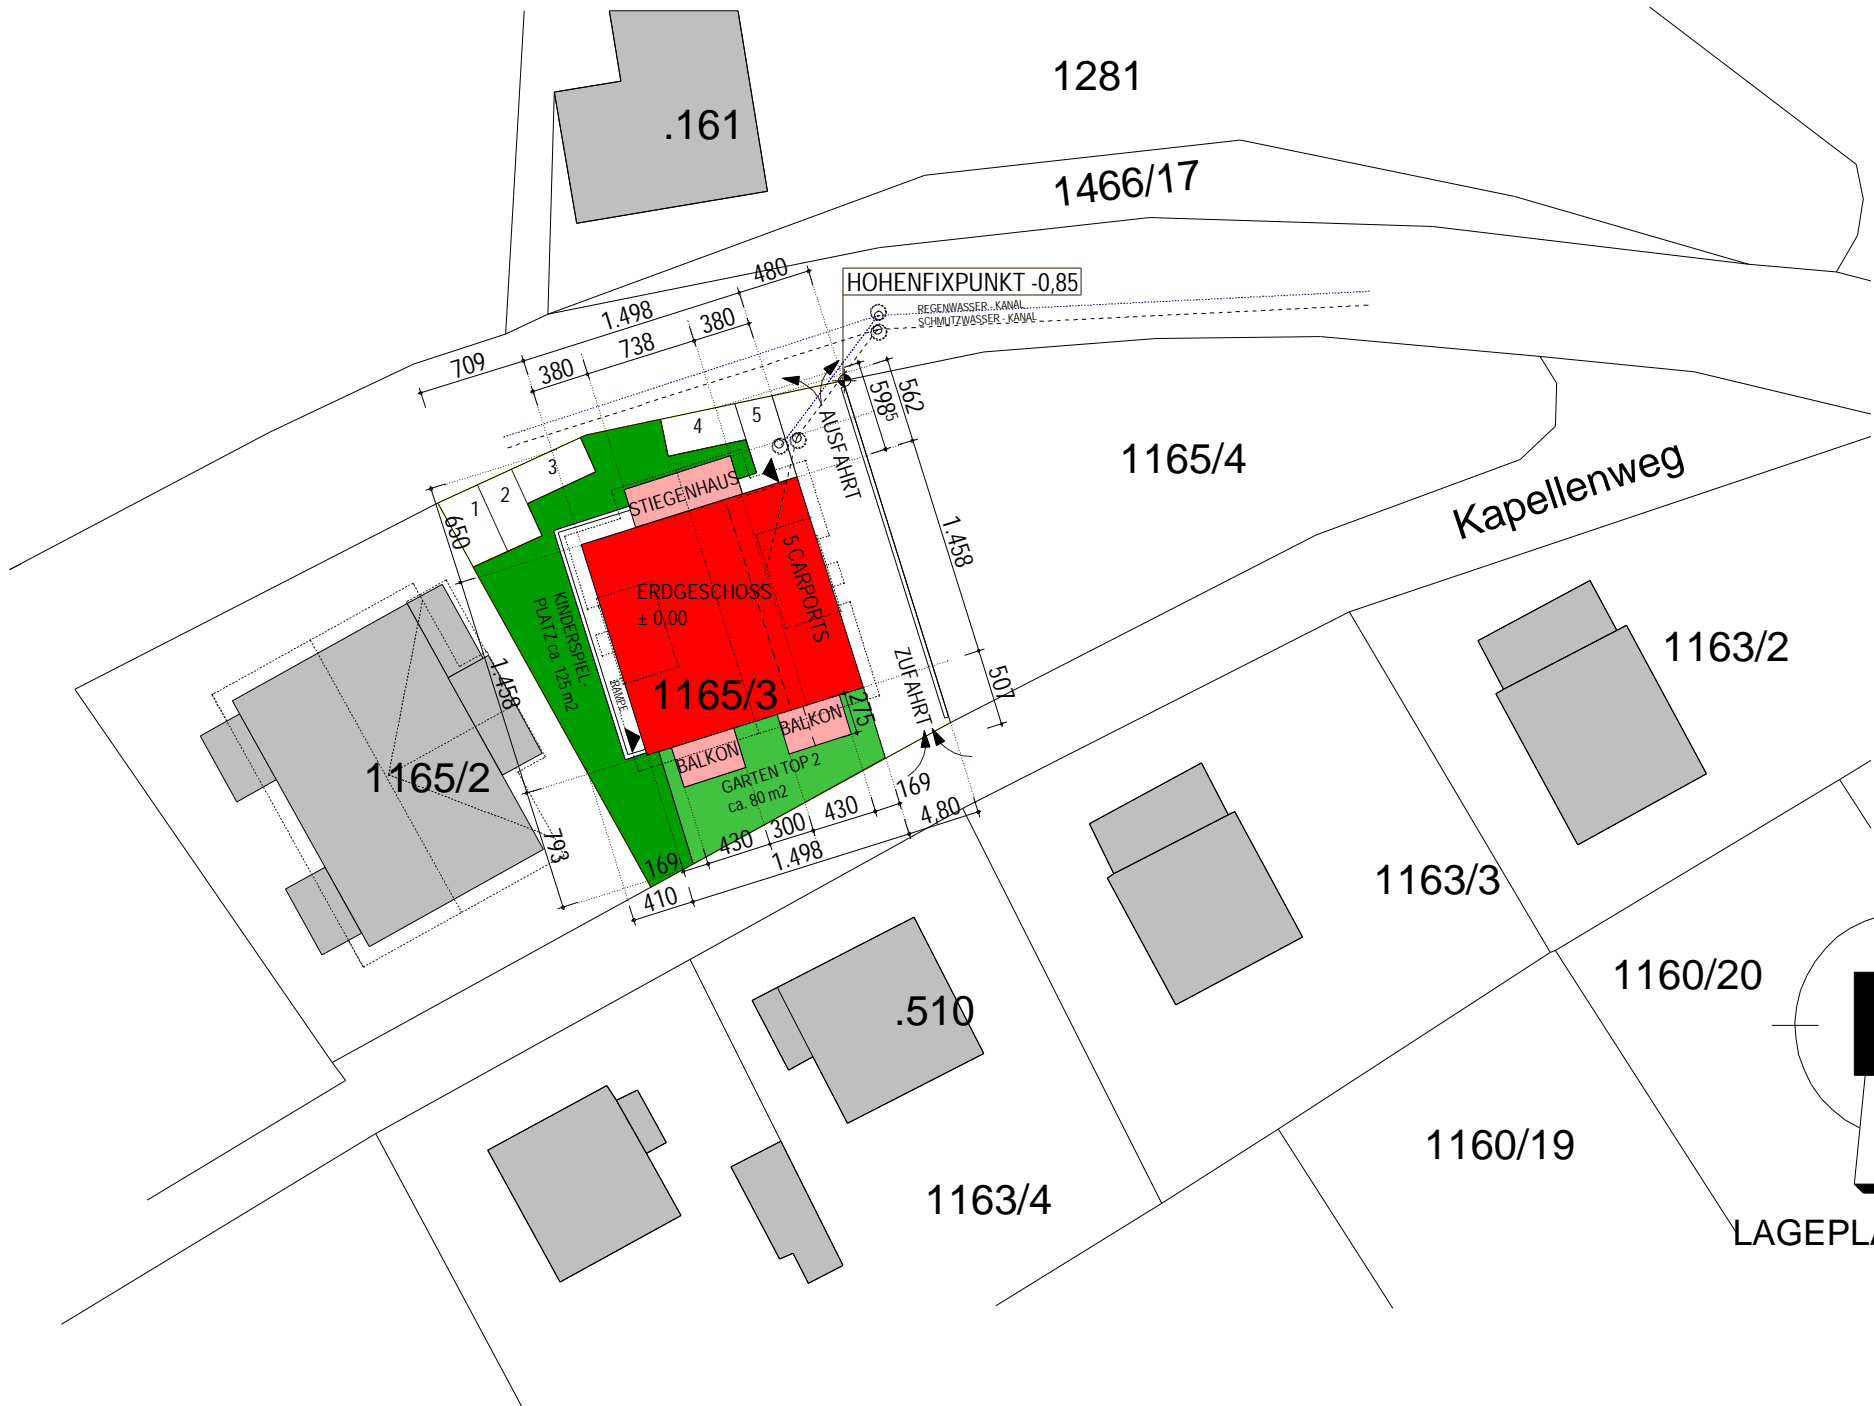 1281
.161
1466/17
480
HOHENFIXPUNKT -0,85
1.498
REGENWASSER - KANAL
SCHMUTZWASSER - KANAL
380
738
709
380
562
598⁵
5
4
AUSFAHRT
3
2
1
1165/4
Kapellenweg
STIEGENHAUS
650
1.458
5 CARPORTS
ERDGESCHOSS
± 0.00
KINDERSPIEL-
PLATZ ca. 125 m2
1163/2
ZUFAHRT
1.458
RAMPE
1165/3
507
275
BALKON
BALKON
1165/2
GARTEN TOP 2
ca. 80 m2
169
4,80
430
300
430
793
1.498
169
410
1163/3
1160/20
.510
1160/19
1163/4
LAGEPLA